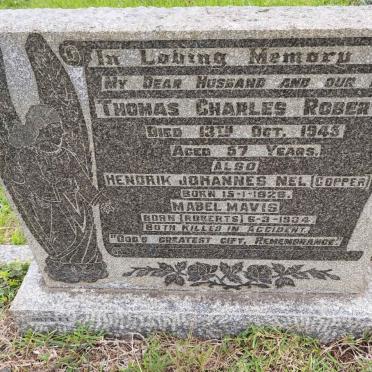 In Loving Memory
My Dear Husband and our
Thomas Charles Rober
Died 13th Oct. 1943
Aged 57 Years.
Also
Hendrik Johannes Nel (Copper)
(Born 15-1-1928.
Mabel Mavis
Born (Roberts) 6-3-1934.
Both Killed in Accident.
"God's greatest gift, Remembrance."